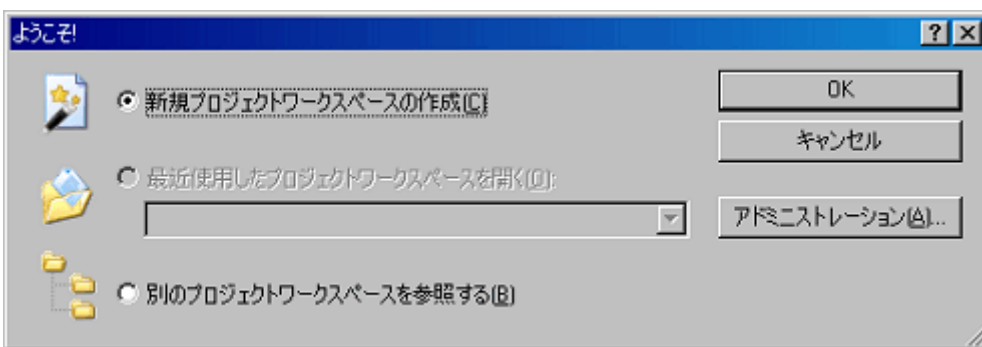 ようこそ!
新規プロジェクトワークスペースの作成(C)
OK
キャンセル
最近使用したプロジェクトワークスペースを開く(O):
アドミニストレーション(A)...
別のプロジェクトワークスペースを参照する(B)